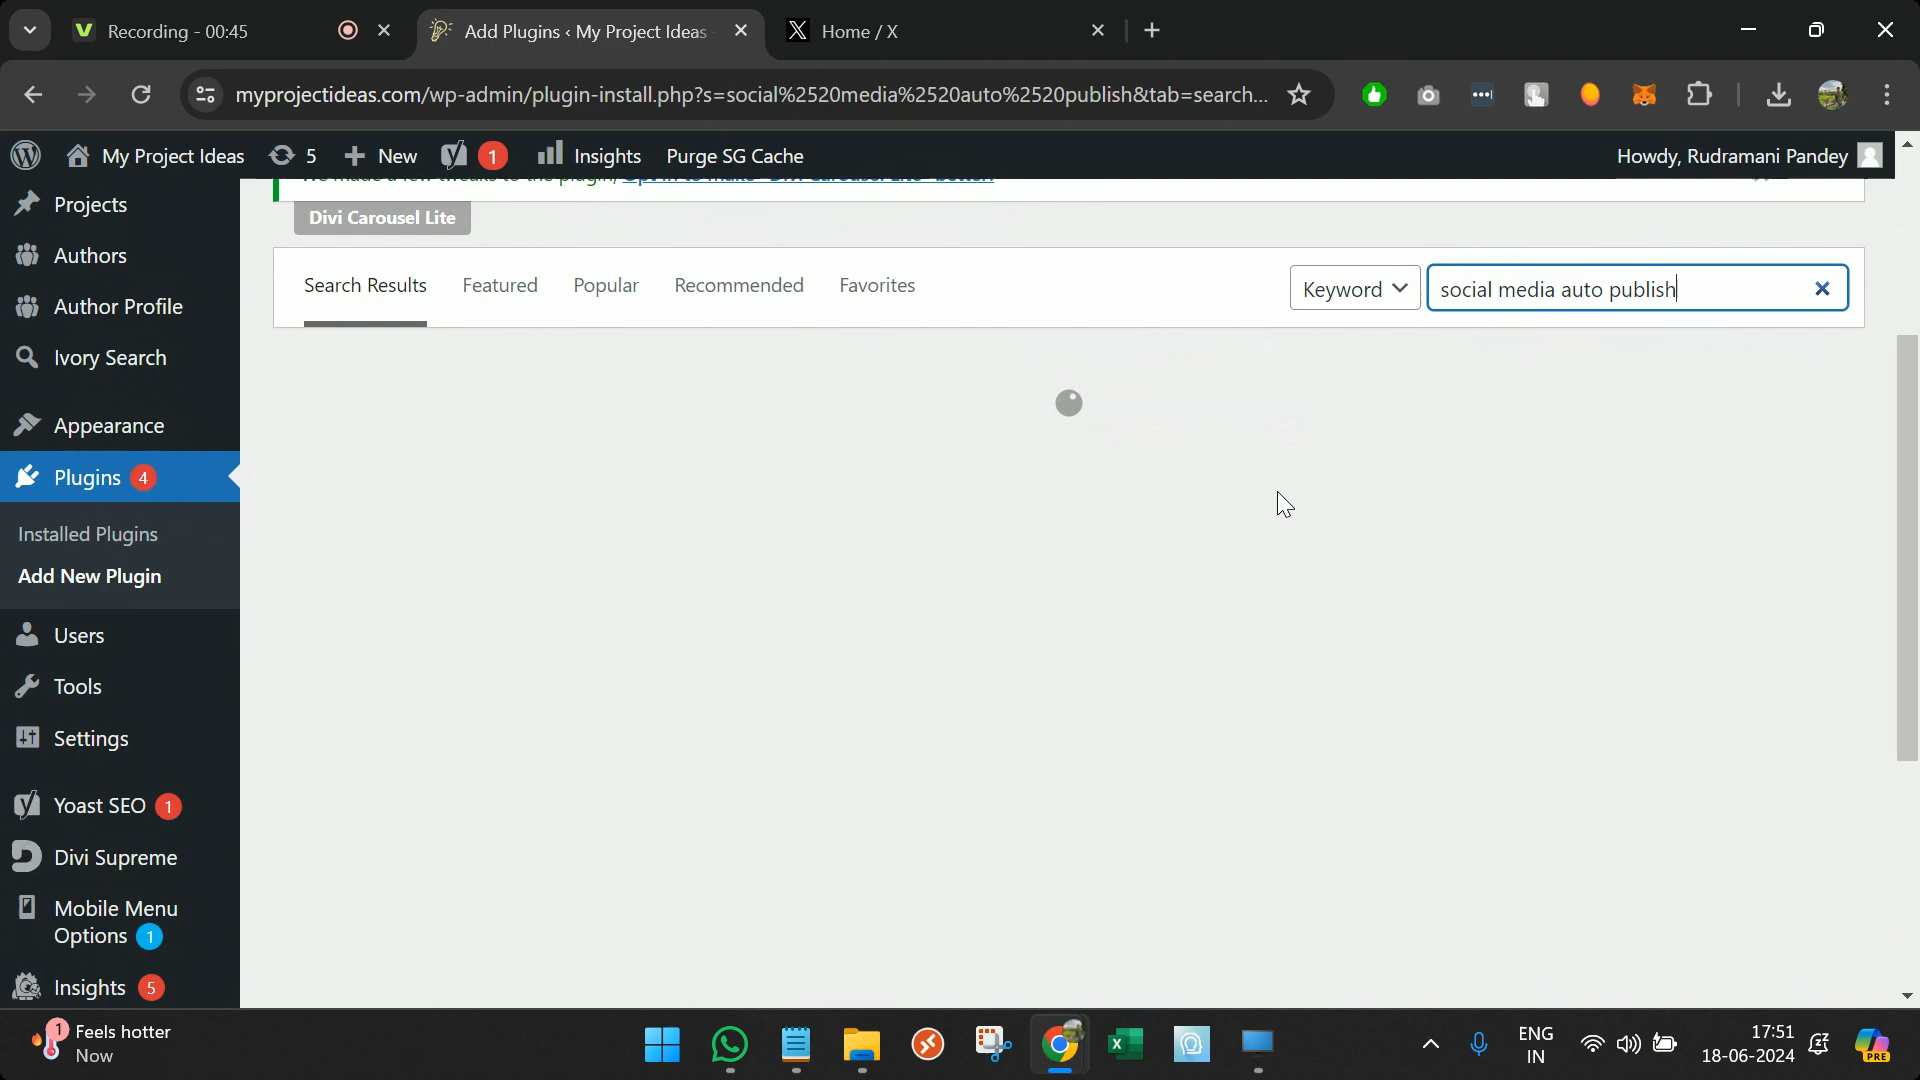 Recording - 00:45
Add Plugins ‹ My Project Ideas
Home / X
myprojectideas.com/wp-admin/plugin-install.php?s=social%2520media%2520auto%2520publish&tab=search...
My Project Ideas
5
New
1
Insights
Purge SG Cache
Howdy, Rudramani Pandey
Projects
Authors
Author Profile
Ivory Search
Appearance
Plugins 4
Installed Plugins
Add New Plugin
Users
Tools
Settings
Yoast SEO 1
Divi Supreme
Mobile Menu
Options 1
Insights 5
Divi Carousel Lite
Search Results
Featured
Popular
Recommended
Favorites
Keyword
social media auto publish
1
Feels hotter
Now
ENG
IN
17:51
18-06-2024
PRE